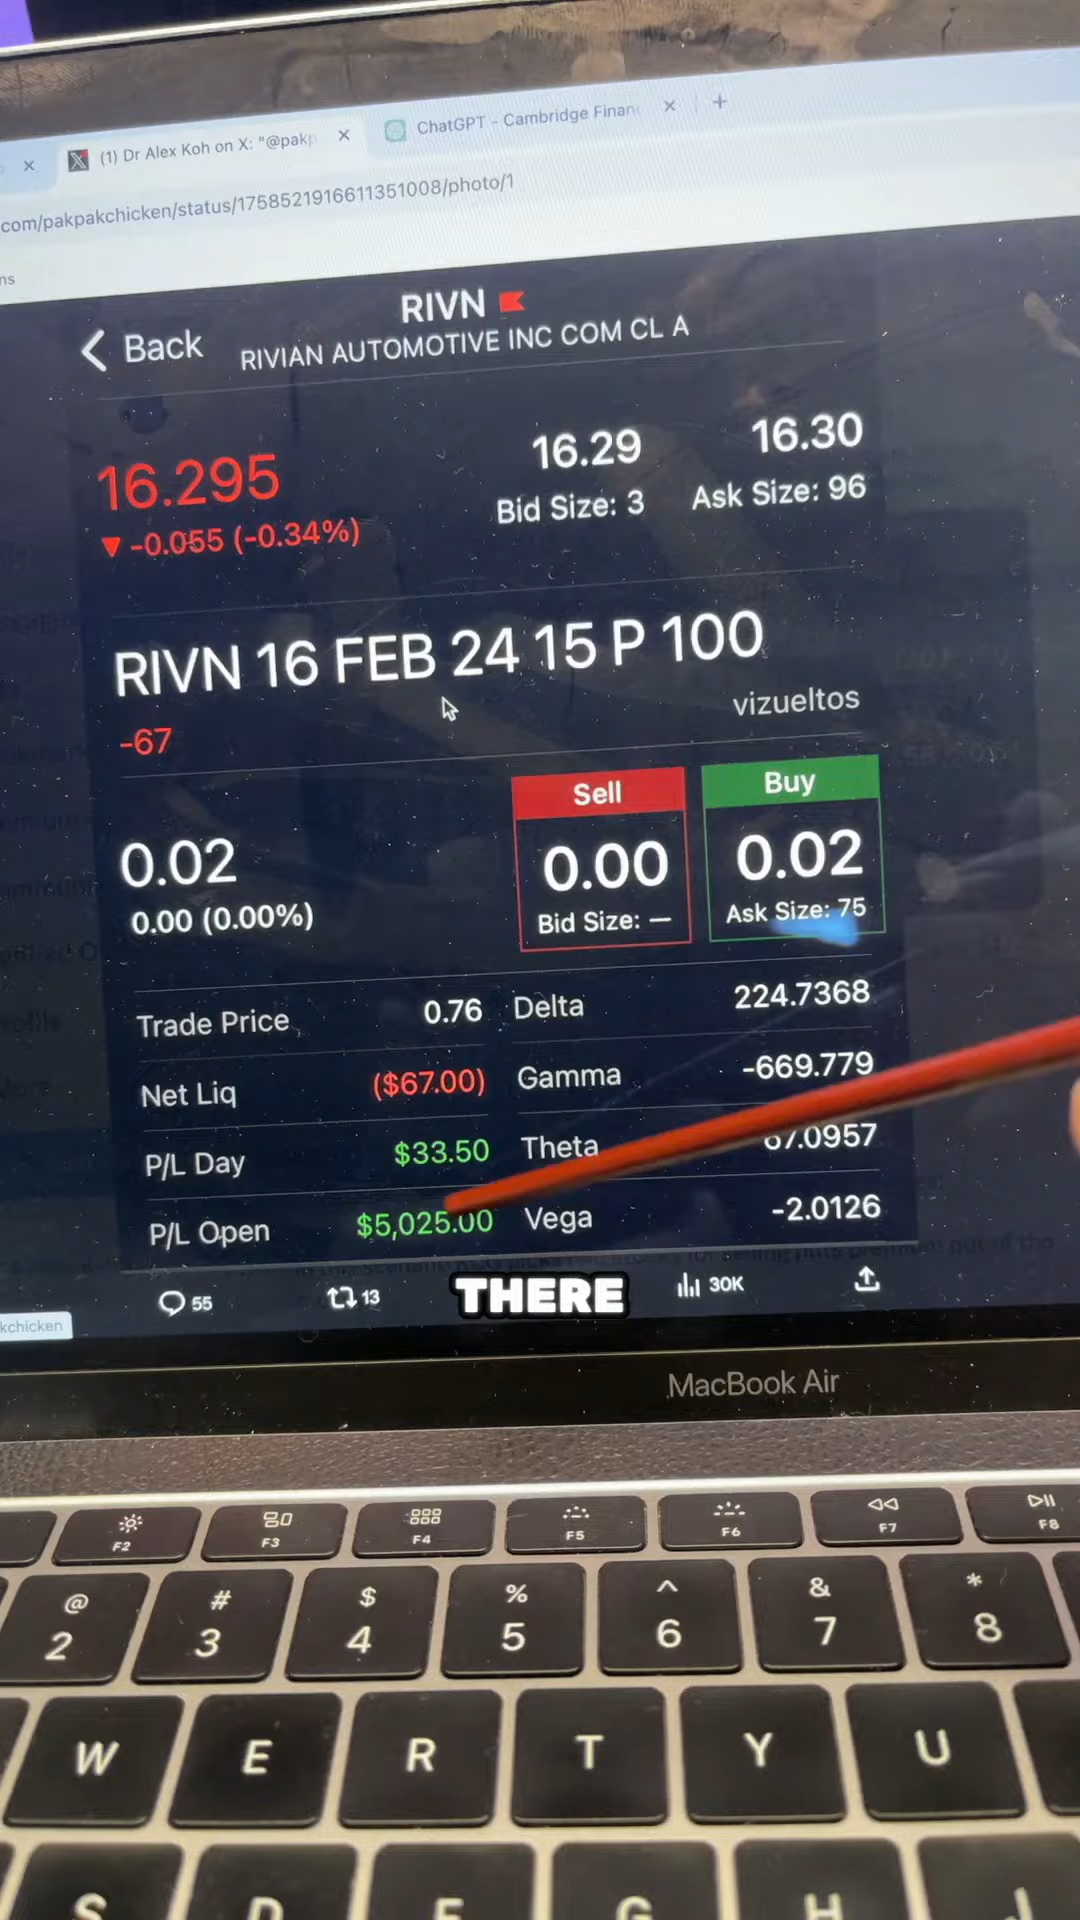 (1) Dr Alex Koh on X: "@pakp
ChatGPT - Cambridge Finan
com/pakpakchicken/status/1758521916611351008/photo/1
ns
Back
RIVN
RIVIAN AUTOMOTIVE INC COM CL A
16.295
▼ -0.055 (-0.34%)
16.29
Bid Size: 3
16.30
Ask Size: 96
RIVN 16 FEB 24 15 P 100
-67
vizueltos
0.02
0.00 (0.00%)
Sell
0.00
Bid Size: —
Buy
0.02
Ask Size: 75
Trade Price 0.76 Delta 224.7368
Net Liq ($67.00) Gamma -669.779
P/L Day $33.50 Theta 67.0957
P/L Open $5,025.00 Vega -2.0126
55
13
THERE
30K
kchicken
MacBook Air
F2 F3 F4 F5 F6 F7 F8
@ # $ % ^ & *
2 3 4 5 6 7 8
W E R T Y U
S D F G H J